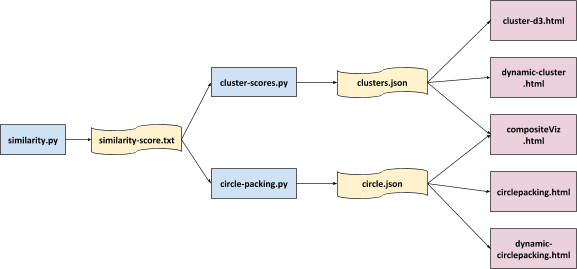 similarity.py
similarity-score.txt
cluster-scores.py
circle-packing.py
clusters.json
circle.json
cluster-d3.html
dynamic-cluster
.html
compositeViz
.html
circlepacking.html
dynamic-
circlepacking.html